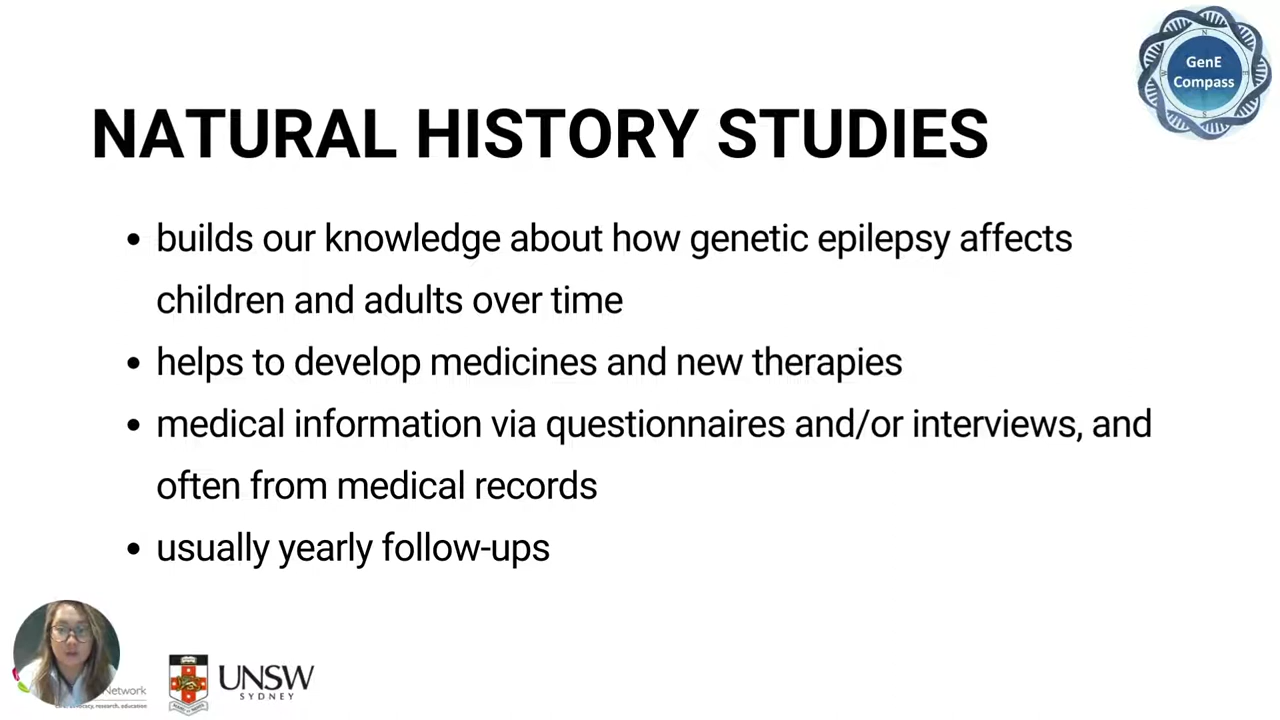 GenE
Compass
NATURAL HISTORY STUDIES
• builds our knowledge about how genetic epilepsy affects
children and adults over time
• helps to develop medicines and new therapies
• medical information via questionnaires and/or interviews, and
often from medical records
• usually yearly follow-ups
Network
research, education
UNSW
SYDNEY